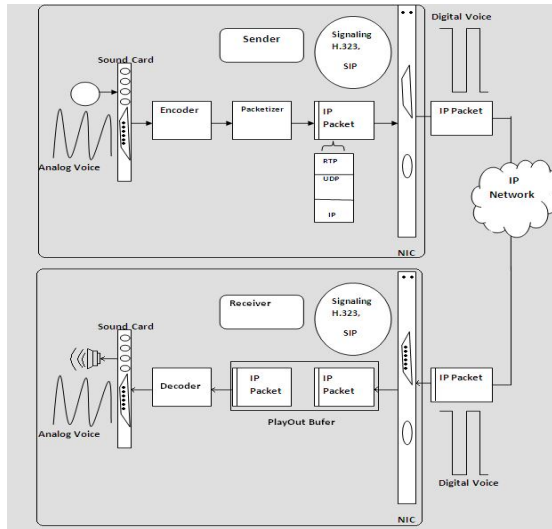 Digital Voice
Sender
Signaling
H.323,
SIP
Sound Card
Encoder
Packetizer
IP
Packet
IP Packet
RTP
UDP
IP
Analog Voice
NIC
IP
Network
Receiver
Signaling
H.323,
SIP
Sound Card
Decoder
IP
Packet
IP
Packet
IP Packet
PlayOut Bufer
Analog Voice
Digital Voice
NIC